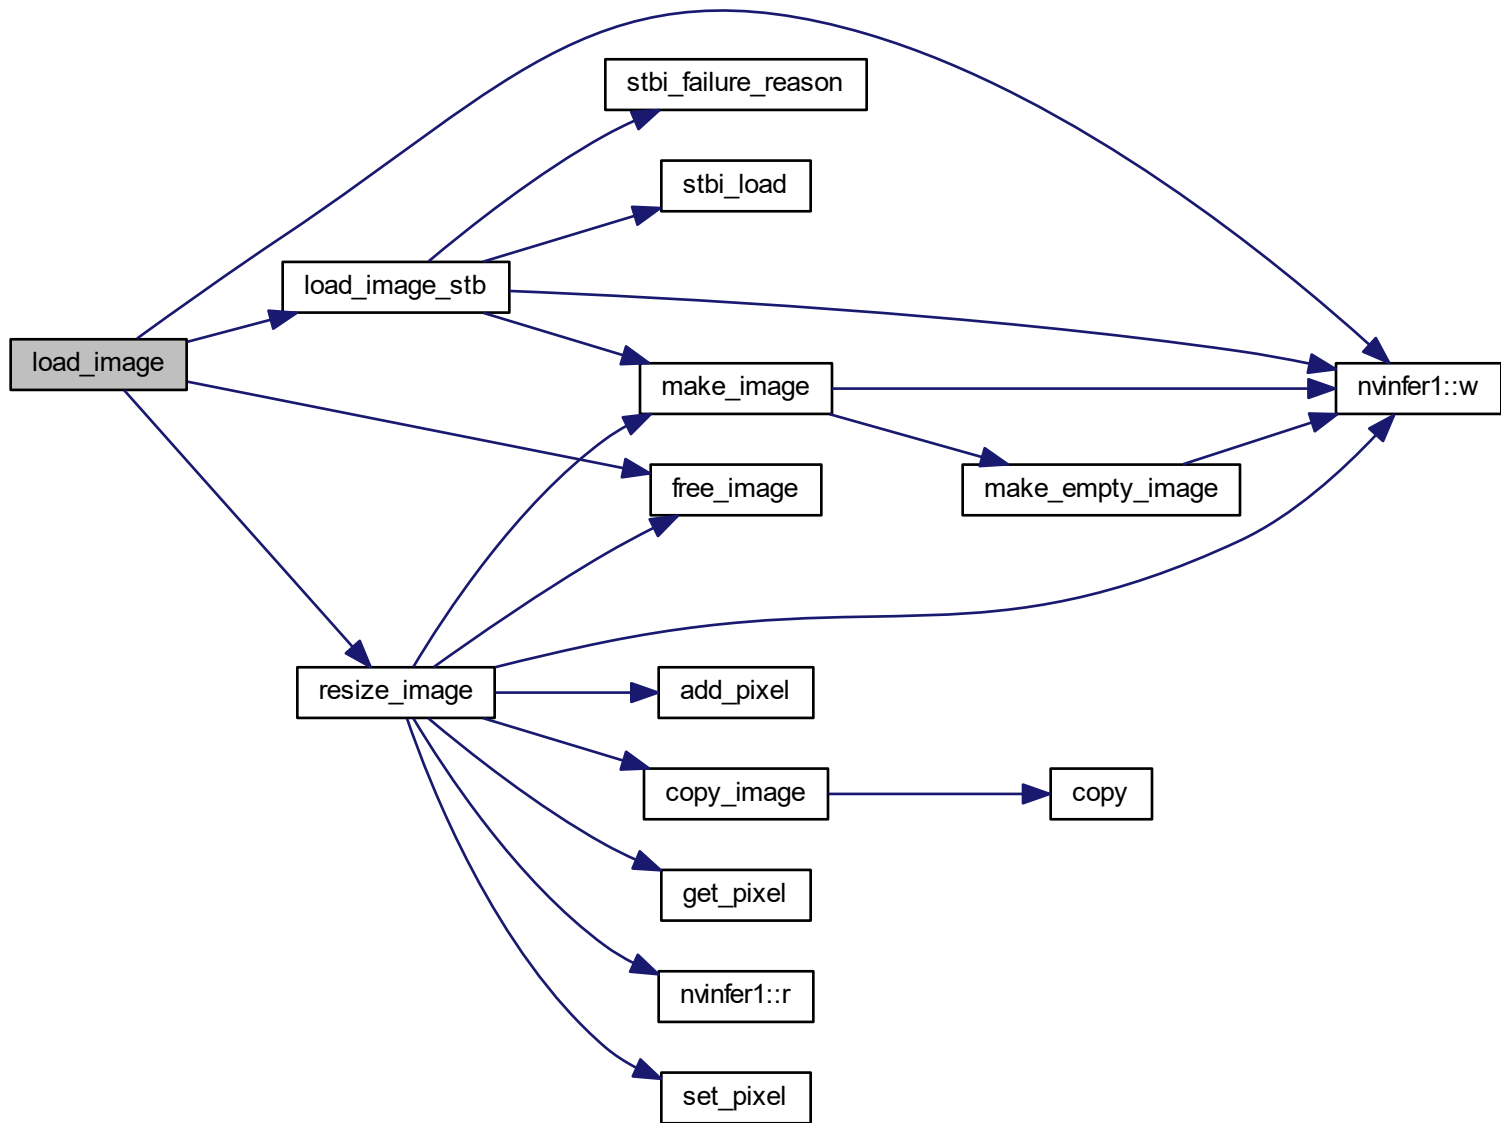 stbi_failure_reason
stbi_load
load_image_stb
load_image
make_image
nvinfer1::w
free_image
make_empty_image
resize_image
add_pixel
copy_image
copy
get_pixel
nvinfer1::r
set_pixel